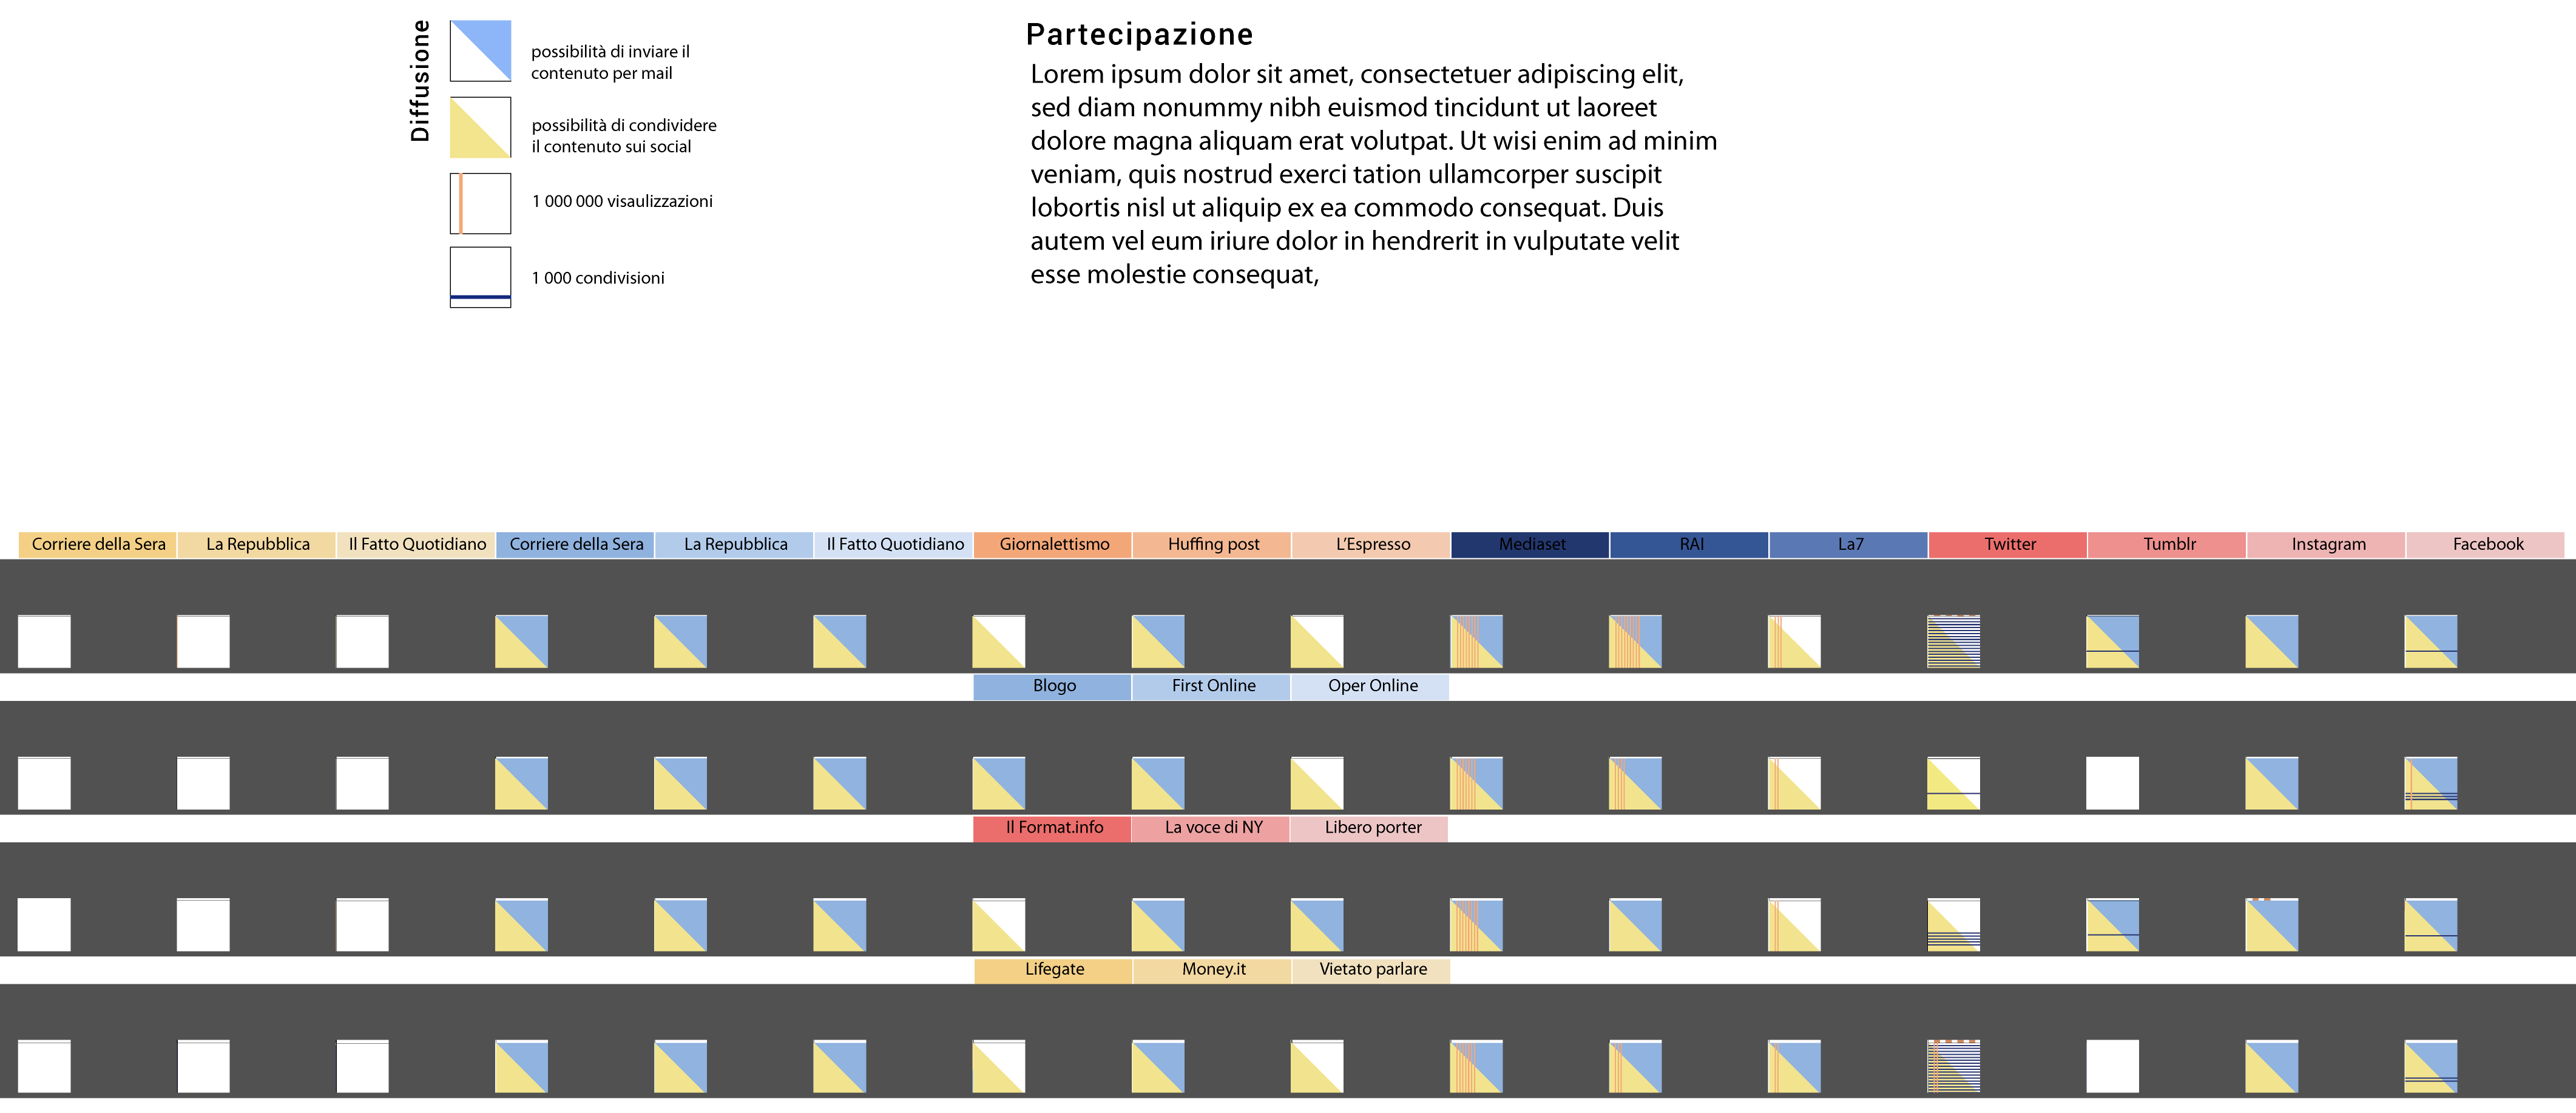 Diffusione
possibilità di inviare il
contenuto per mail
possibilità di condividere
il contenuto sui social
1 000 000 visaulizzazioni
1 000 condivisioni
Partecipazione
Lorem ipsum dolor sit amet, consectetuer adipiscing elit,
sed diam nonummy nibh euismod tincidunt ut laoreet
dolore magna aliquam erat volutpat. Ut wisi enim ad minim
veniam, quis nostrud exerci tation ullamcorper suscipit
lobortis nisl ut aliquip ex ea commodo consequat. Duis
autem vel eum iriure dolor in hendrerit in vulputate velit
esse molestie consequat,
Corriere della Sera La Repubblica Il Fatto Quotidiano Corriere della Sera La Repubblica Il Fatto Quotidiano Giornalettismo Huffing post L'Espresso Mediaset RAI La7 Twitter Tumblr Instagram Facebook
Blogo First Online Oper Online
Il Format.info La voce di NY Libero porter
Lifegate Money.it Vietato parlare